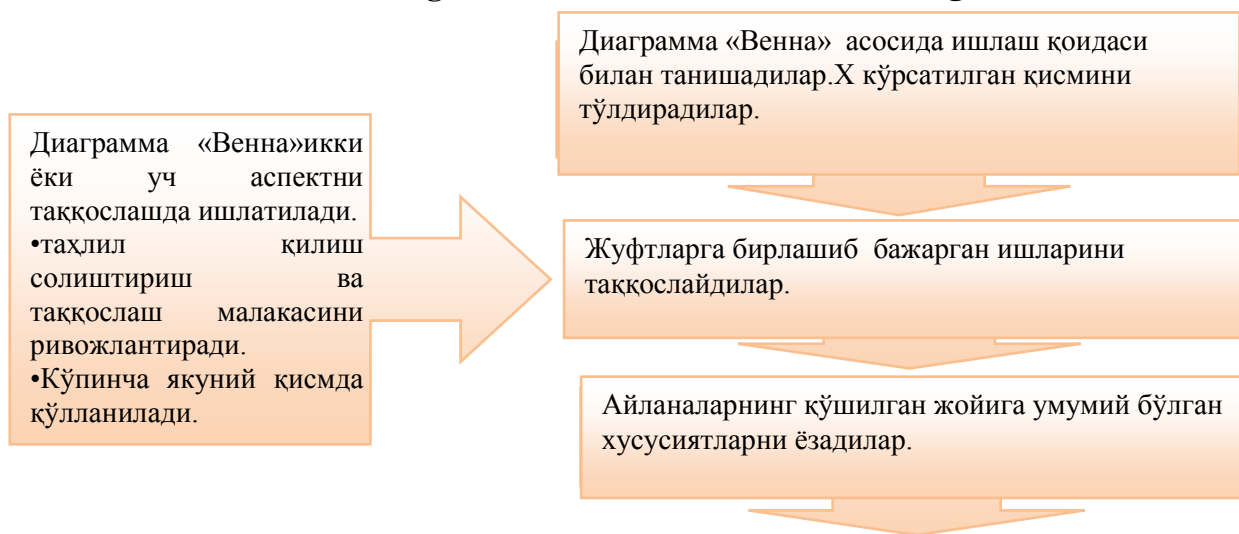 Диаграмма «Венна»икки
ёки уч аспектни
таққослашда ишлатилади.
•таҳлил қилиш
солиштириш ва
таққослаш малакасини
ривожлантиради.
•Кўпинча якуний қисмда
қўлланилади.
Диаграмма «Венна» асосида ишлаш қоидаси
билан танишадилар.Х кўрсатилган қисмини
тўлдирадилар.
Жуфтларга бирлашиб бажарган ишларини
таққослайдилар.
Айланаларнинг қўшилган жойига умумий бўлган
хусусиятларни ёзадилар.